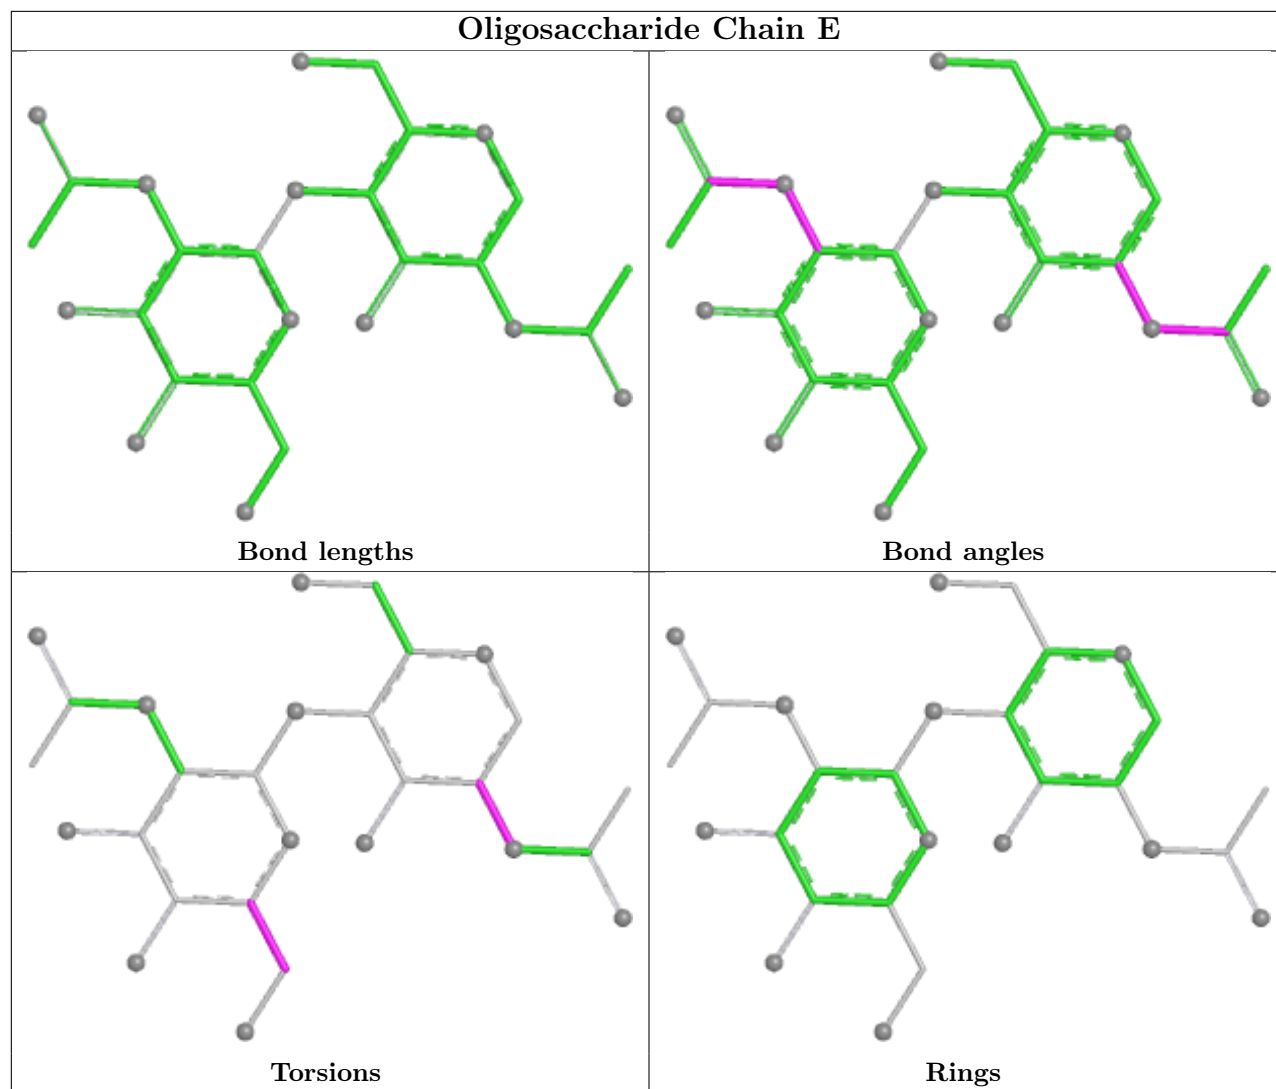 Oligosaccharide Chain E
Bond lengths
Bond angles
Torsions
Rings